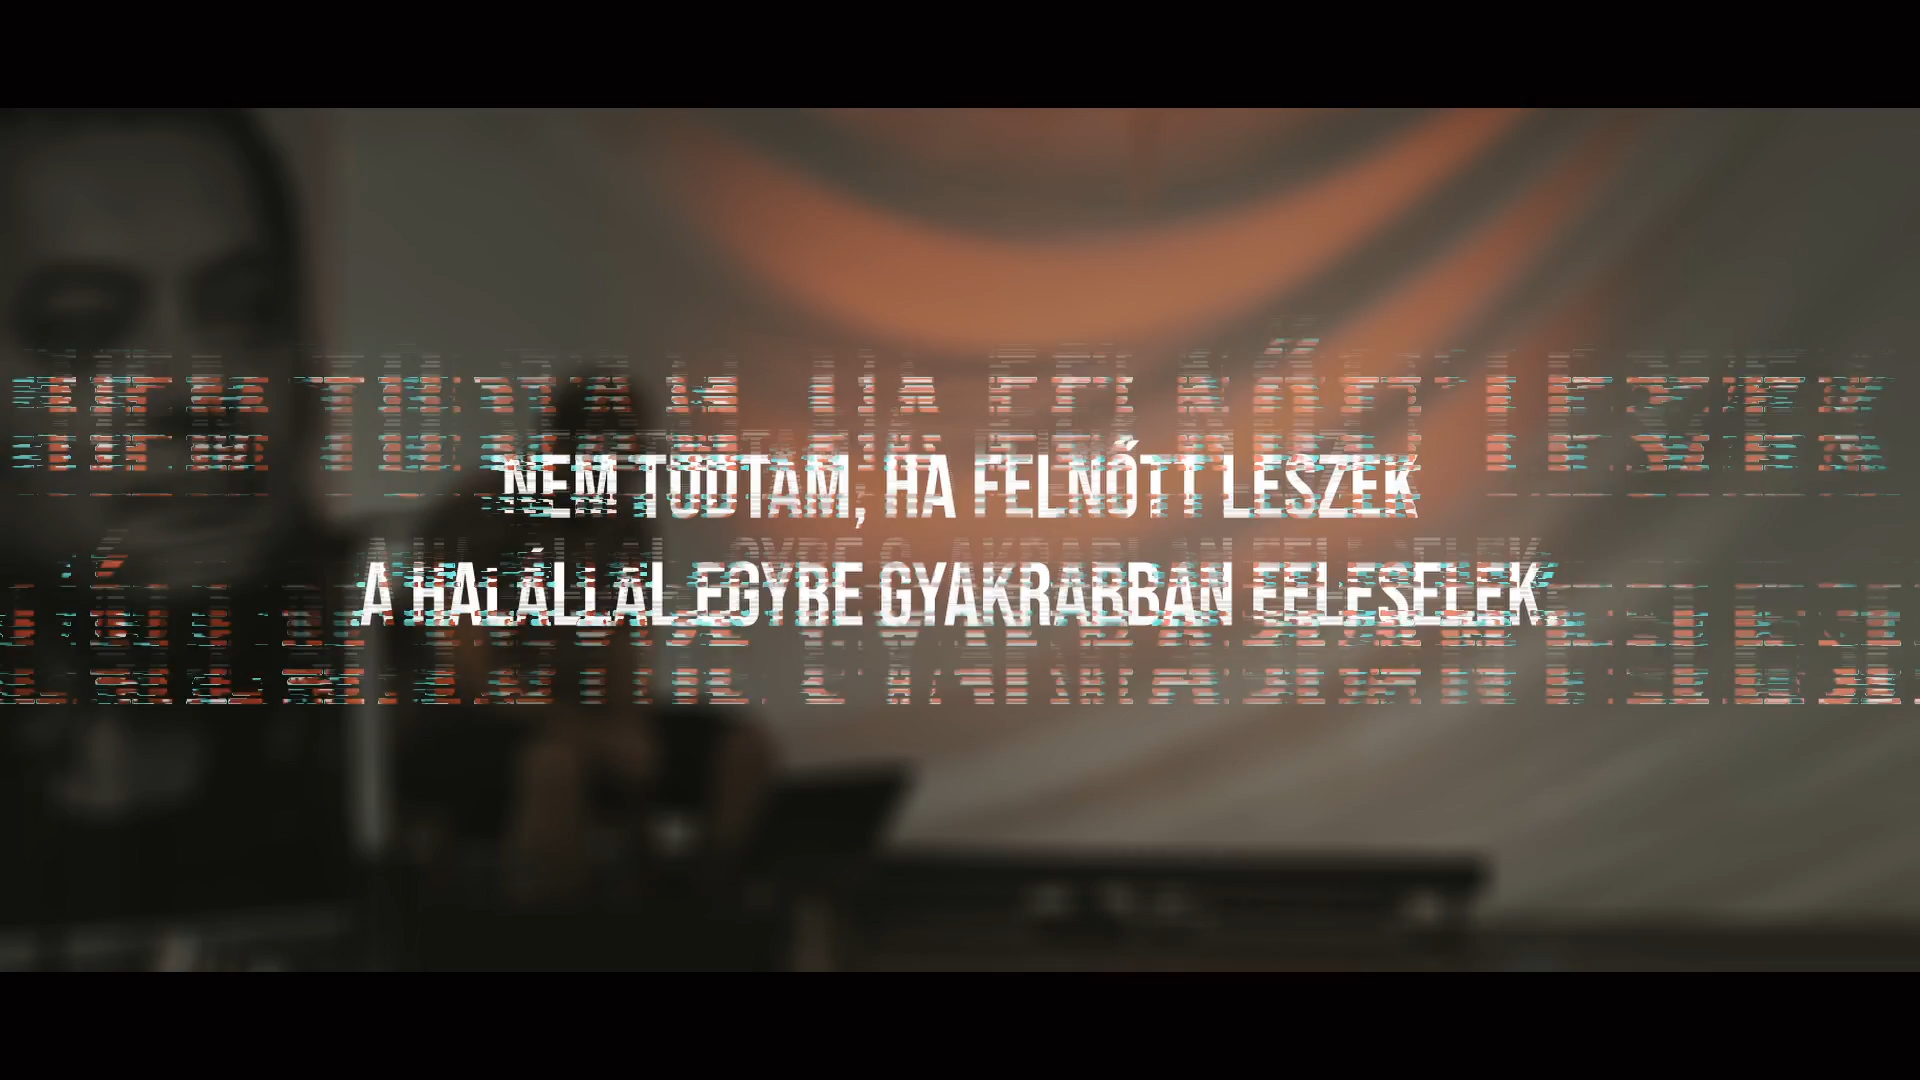 NEM TUDTAM, HA FELNŐTT LESZEK
A HALÁLLAL EGYRE GYAKRABBAN FELESELEK.